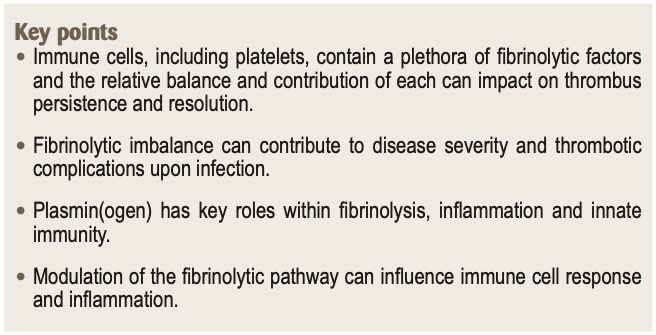 Key points
• Immune cells, including platelets, contain a plethora of fibrinolytic factors
and the relative balance and contribution of each can impact on thrombus
persistence and resolution.
• Fibrinolytic imbalance can contribute to disease severity and thrombotic
complications upon infection.
• Plasmin(ogen) has key roles within fibrinolysis, inflammation and innate
immunity.
• Modulation of the fibrinolytic pathway can influence immune cell response
and inflammation.